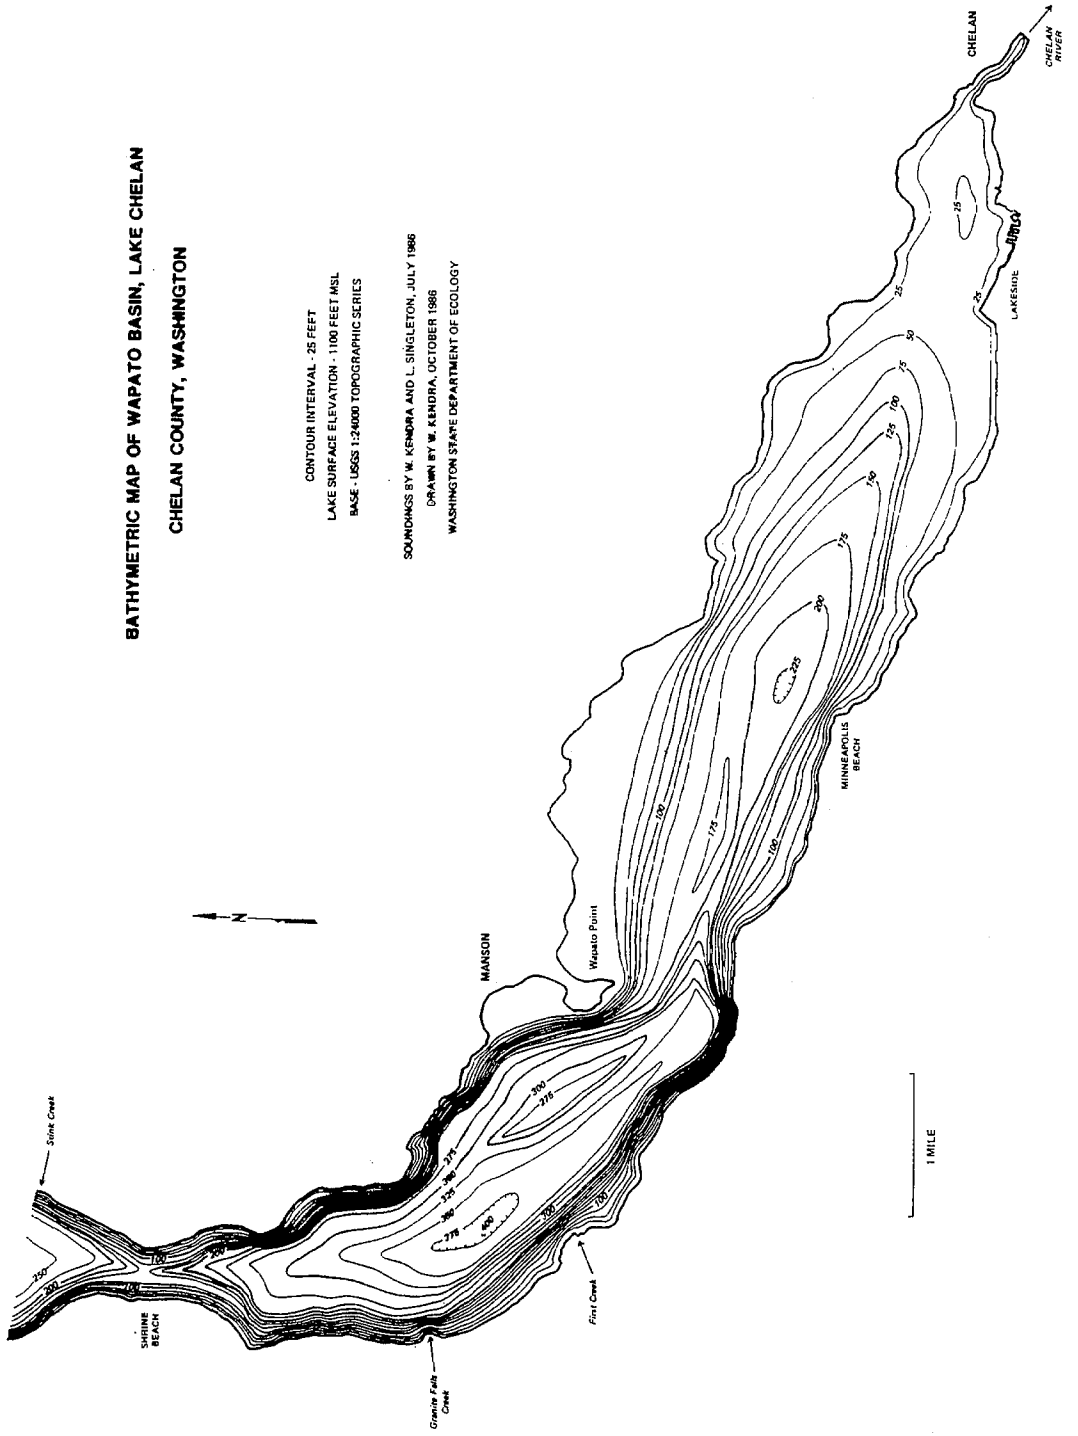 BATHYMETRIC MAP OF WAPATO BASIN, LAKE CHELAN
CHELAN COUNTY, WASHINGTON
CONTOUR INTERVAL - 25 FEET
LAKE SURFACE ELEVATION - 1100 FEET MSL
BASE - USGS 1:24000 TOPOGRAPHIC SERIES
SOUNDINGS BY W. KENDRA AND L. SINGLETON, JULY 1986
DRAWN BY W. KENDRA, OCTOBER 1986
WASHINGTON STATE DEPARTMENT OF ECOLOGY
N
Stink Creek
250
200
100
100
200
SHRINE
BEACH
Granite Falls
Creek
First Creek
MANSON
Wapato Point
275
300
325
350
375
400
300
275
200
100
100
175
100
MINNEAPOLIS
BEACH
225
200
175
150
125
100
75
50
25
25
25
LAKESIDE
CHELAN
CHELAN
RIVER
1 MILE